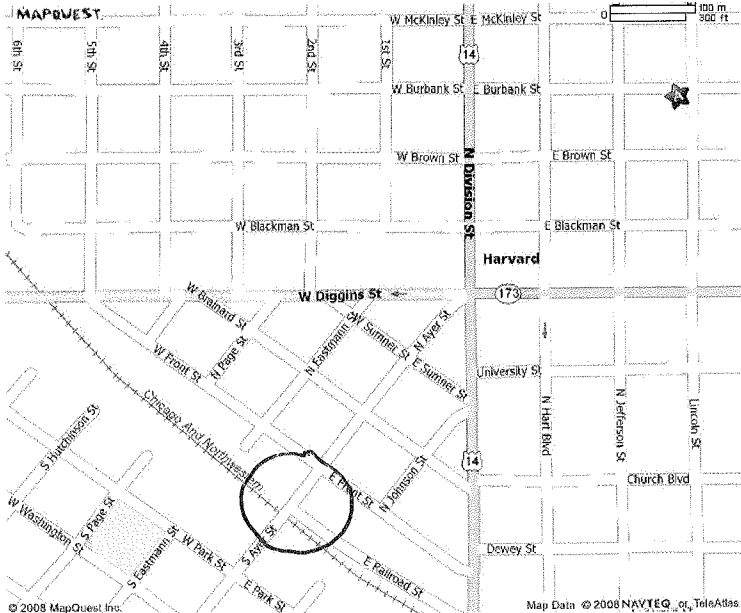 MAPQUEST
0 100 m
300 ft
W McKinley St E McKinley St
6th St
5th St
4th St
3rd St
2nd St
1st St
14
W Burbank St E Burbank St
N Division St
W Brown St
E Brown St
W Blackman St
E Blackman St
Harvard
W Diggins St
173
W Brainard St
W Sumner St
N Ayer St
E Sumner St
W Front St
N Page St
N Eastmann St
University St
Chicago And Northwestern
N Hart Blvd
N Jefferson St
Lincoln St
S Hutchinson St
14
E Front St
N Johnson St
Church Blvd
W Washington St
S Page St
S Eastmann St
W Park St
S Ayer St
Dewey St
E Railroad St
E Park St
© 2008 MapQuest Inc.
Map Data © 2008 NAVTEQ or TeleAtlas